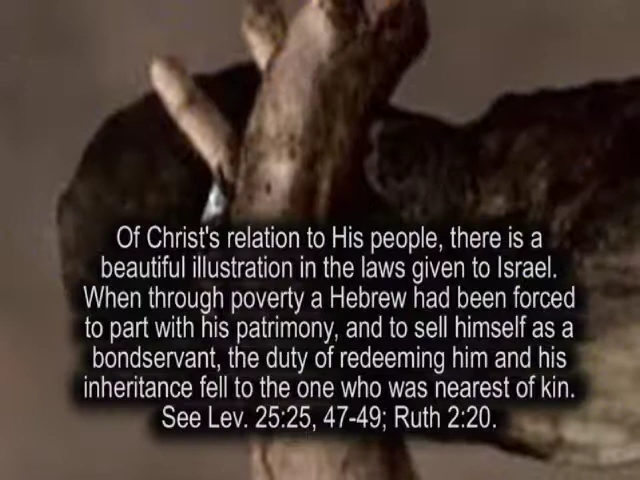 Of Christ's relation to His people, there is a
beautiful illustration in the laws given to Israel.
When through poverty a Hebrew had been forced
to part with his patrimony, and to sell himself as a
bondservant, the duty of redeeming him and his
inheritance fell to the one who was nearest of kin.
See Lev. 25:25, 47-49; Ruth 2:20.